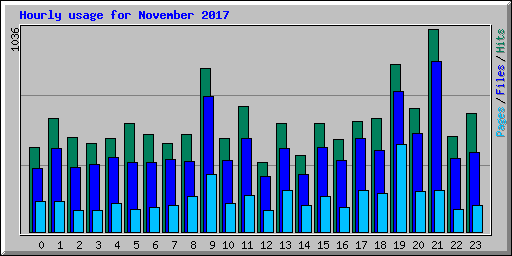 Hourly usage for November 2017
1036
Pages / Files / Hits
0 1 2 3 4 5 6 7 8 9 10 11 12 13 14 15 16 17 18 19 20 21 22 23